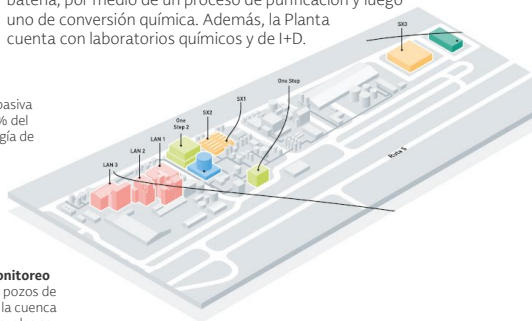 batería, por medio de un proceso de purificación y luego
uno de conversión química. Además, la Planta
cuenta con laboratorios químicos y de I+D.
SX3
One Step
SX1
SX2
One
Step 2
LAN 1
LAN 2
LAN 3
Ruta 5
pasiva
% del
gía de
onitoreo
pozos de
la cuenca